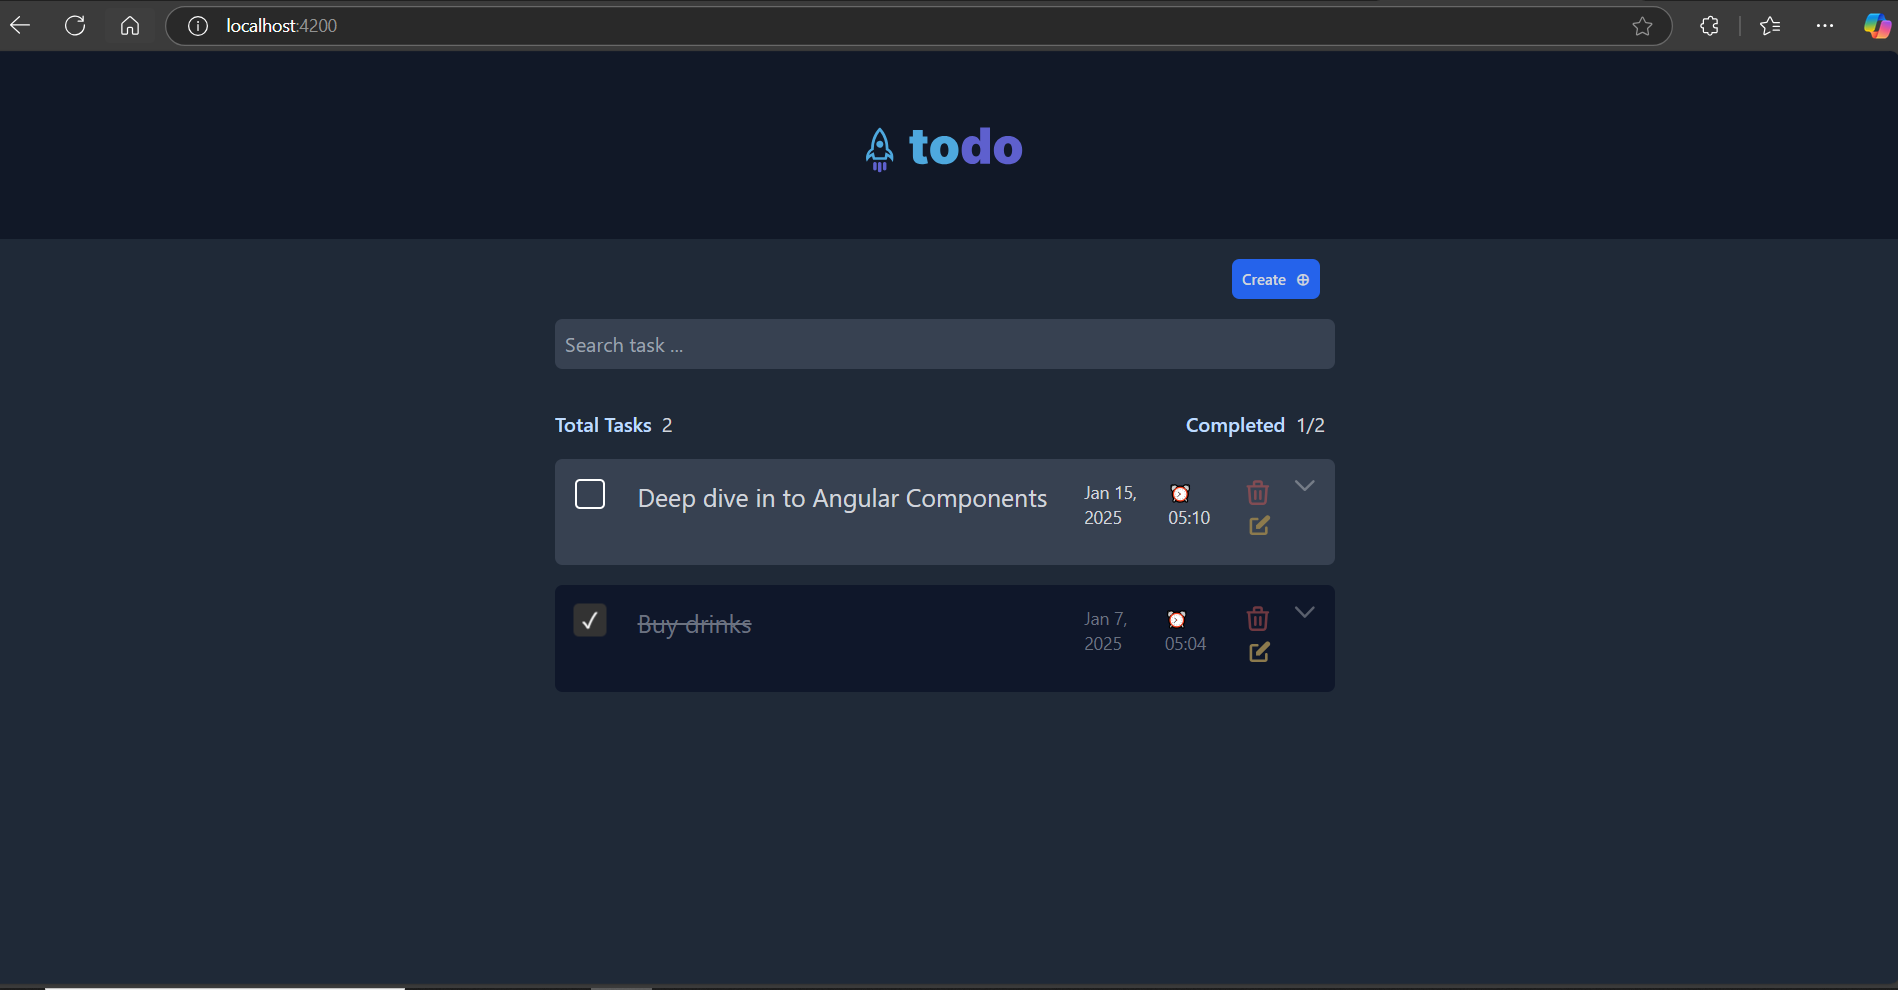 localhost:4200
todo
Create
Search task ...
Total Tasks 2
Completed 1/2
Deep dive in to Angular Components
Jan 15,
2025
05:10
Buy drinks
Jan 7,
2025
05:04